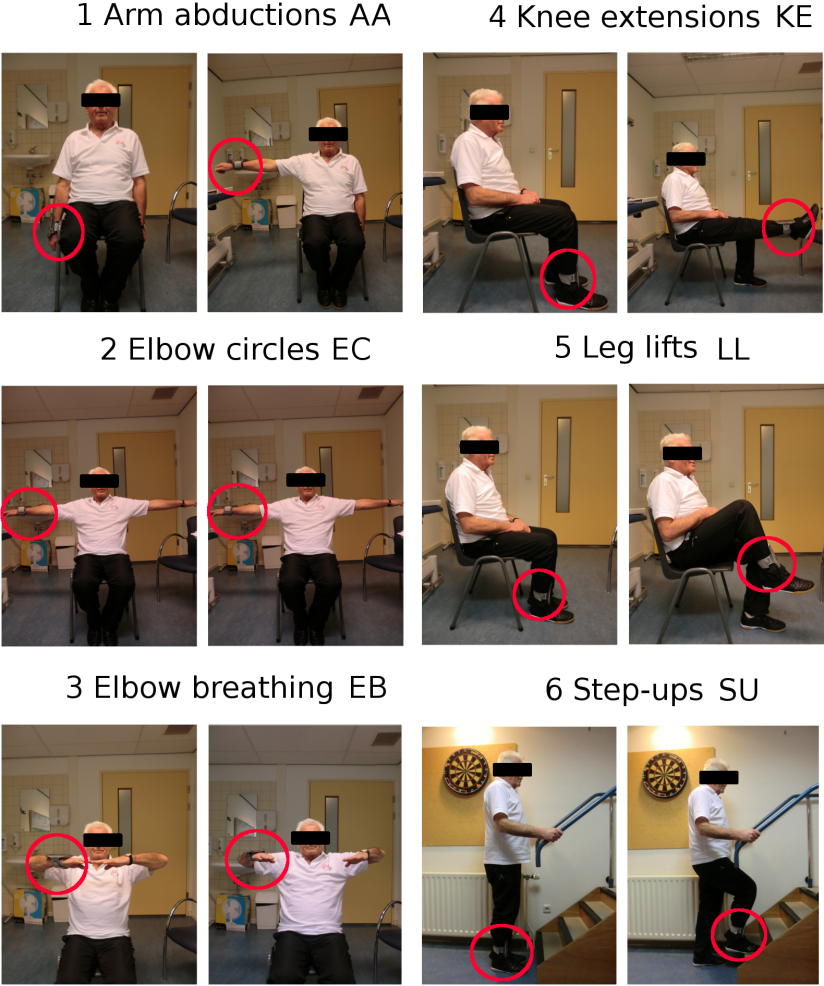 1 Arm abductions AA
4 Knee extensions KE
2 Elbow circles EC
5 Leg lifts LL
3 Elbow breathing EB
6 Step-ups SU